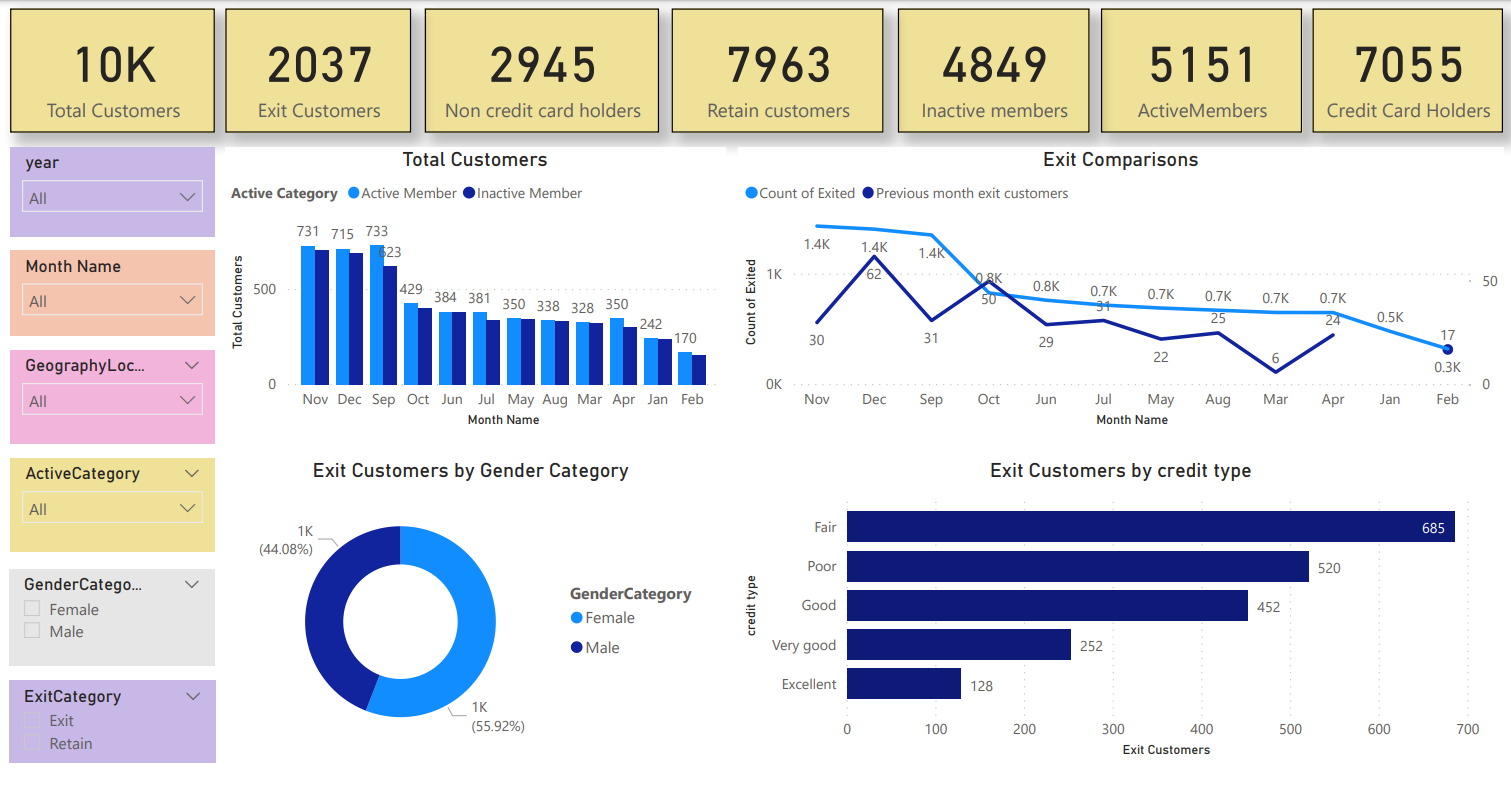 10K
Total Customers
2037
Exit Customers
2945
Non credit card holders
7963
Retain customers
4849
Inactive members
5151
ActiveMembers
7055
Credit Card Holders
year
All
Month Name
All
GeographyLoc...
All
ActiveCategory
All
GenderCatego...
Female
Male
ExitCategory
Exit
Retain
Total Customers
Active Category Active Member Inactive Member
Total Customers
500
0
731 715 733 623 429 384 381 350 338 328 350 242 170
Nov Dec Sep Oct Jun Jul May Aug Mar Apr Jan Feb
Month Name
Exit Comparisons
Count of Exited Previous month exit customers
Count of Exited
1K
0K
50
0
1.4K 1.4K 1.4K 0.8K 0.8K 0.7K 0.7K 0.7K 0.7K 0.7K 0.5K 0.3K
30 62 31 50 29 31 22 25 6 24 17
Nov Dec Sep Oct Jun Jul May Aug Mar Apr Jan Feb
Month Name
Exit Customers by Gender Category
1K
(44.08%)
1K
(55.92%)
GenderCategory
Female
Male
Exit Customers by credit type
credit type
Fair 685
Poor 520
Good 452
Very good 252
Excellent 128
0 100 200 300 400 500 600 700
Exit Customers